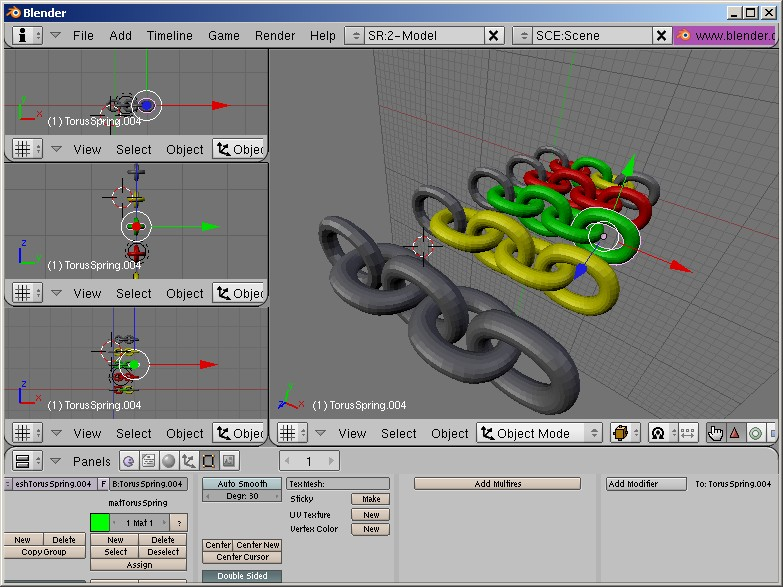 Blender
File Add Timeline Game Render Help SR:2-Model SCE:Scene www.blender.
x
(1) TorusSpring.004
View Select Object Objec
z
y
(1) TorusSpring.004
View Select Object Objec
z
x
(1) TorusSpring.004
View Select Object Objec
z
x
(1) TorusSpring.004
View Select Object Object Mode
Panels 1
eshTorusSpring.004 F B:TorusSpring.004
matTorusSpring
1 Mat 1 ?
New Delete New Delete
Copy Group Select Deselect
Assign
Auto Smooth
Degr: 30
Center Center New
Center Cursor
Double Sided
TexMesh:
Sticky Make
UV Texture New
Vertex Color New
Add Multires
Add Modifier To: TorusSpring.004